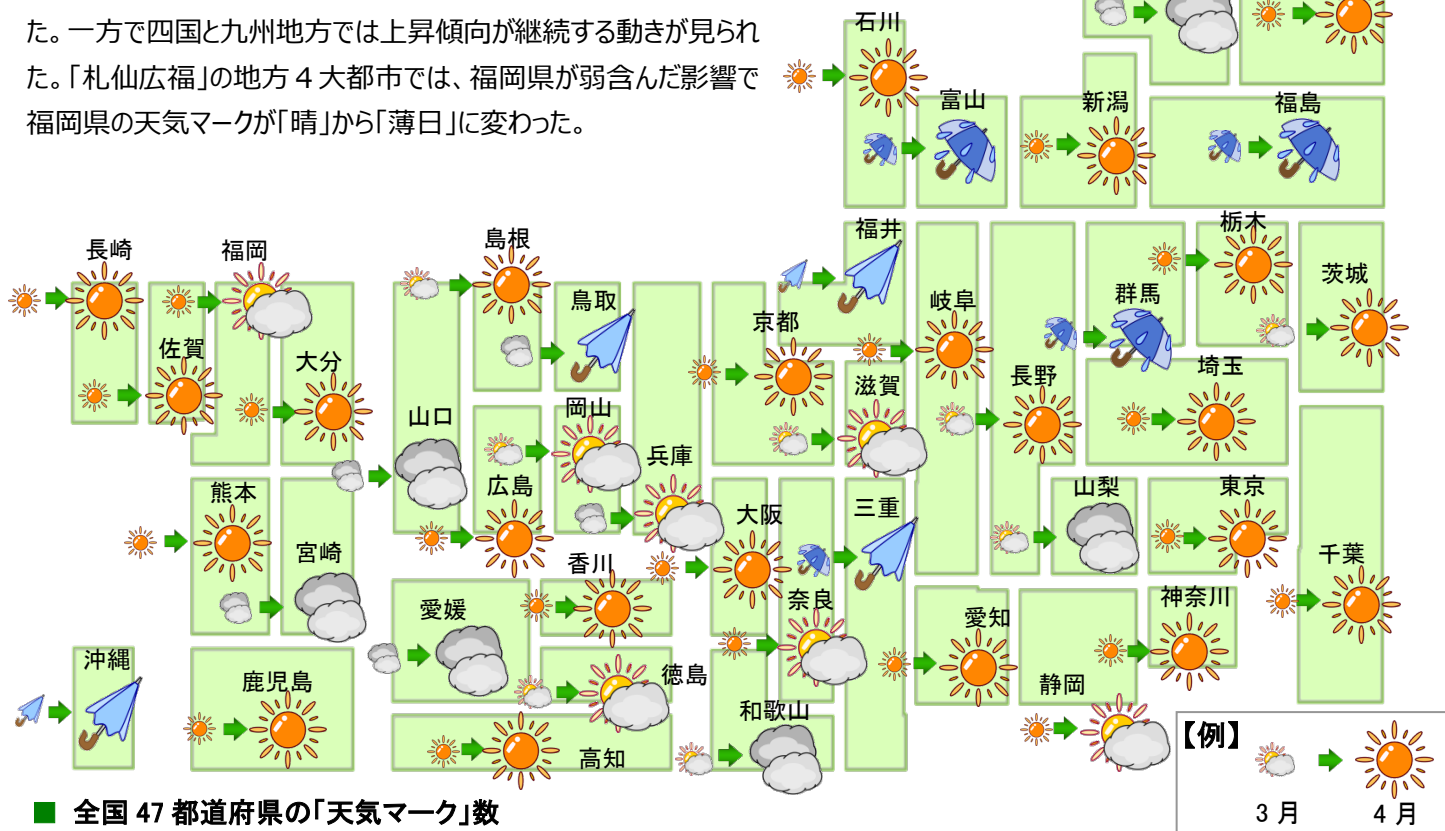 た。一方で四国と九州地方では上昇傾向が継続する動きが見られ
た。「札仙広福」の地方４大都市では、福岡県が弱含んだ影響で
福岡県の天気マークが「晴」から「薄日」に変わった。
石川
富山
新潟
福島
長崎
福岡
島根
福井
栃木
茨城
佐賀
大分
鳥取
京都
岐阜
群馬
山口
岡山
滋賀
長野
埼玉
熊本
宮崎
広島
兵庫
大阪
三重
山梨
東京
千葉
香川
愛媛
奈良
愛知
神奈川
沖縄
鹿児島
徳島
高知
和歌山
静岡
【例】
３月
４月
■ 全国 47 都道府県の「天気マーク」数